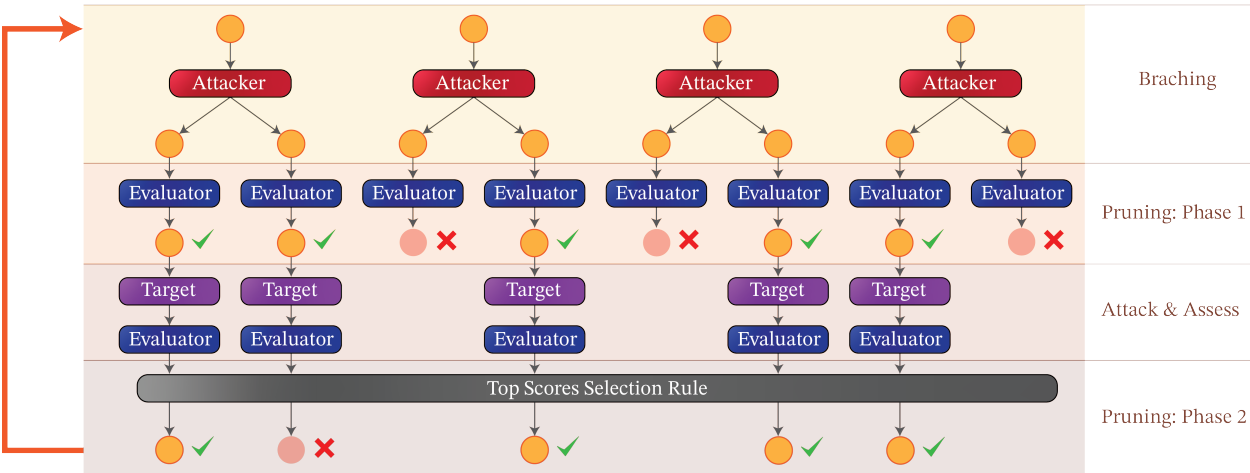 Attacker Attacker Attacker Attacker
Braching
Evaluator Evaluator Evaluator Evaluator Evaluator Evaluator Evaluator Evaluator
Pruning: Phase 1
Target Target Target Target Target
Attack & Assess
Evaluator Evaluator Evaluator Evaluator Evaluator
Top Scores Selection Rule
Pruning: Phase 2